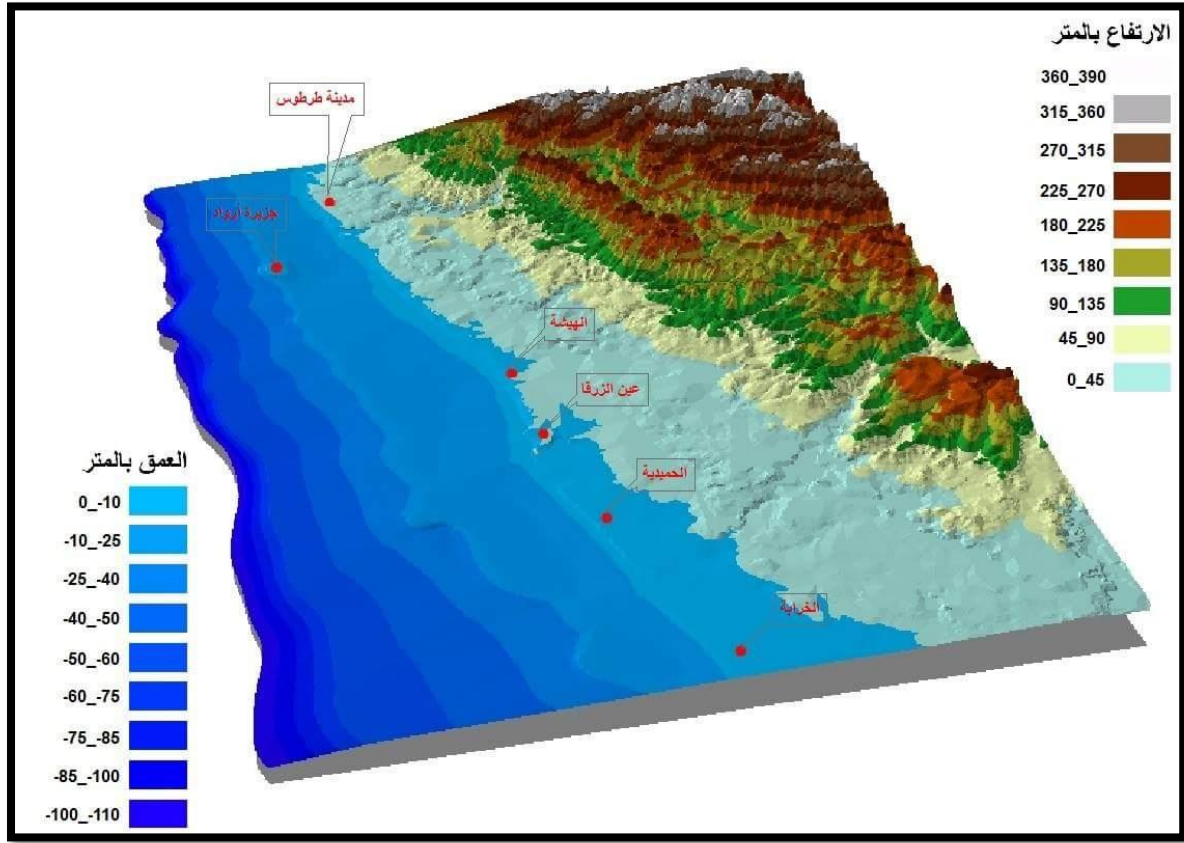 الارتفاع بالمتر
360_390
315_360
270_315
225_270
180_225
135_180
90_135
45_90
0_45
مدينة طرطوس
جزيرة أرواد
الهيشة
عين الزرقا
الحميدية
الخرابة
العمق بالمتر
0_-10
-10_-25
-25_-40
-40_-50
-50_-60
-60_-75
-75_-85
-85_-100
-100_-110